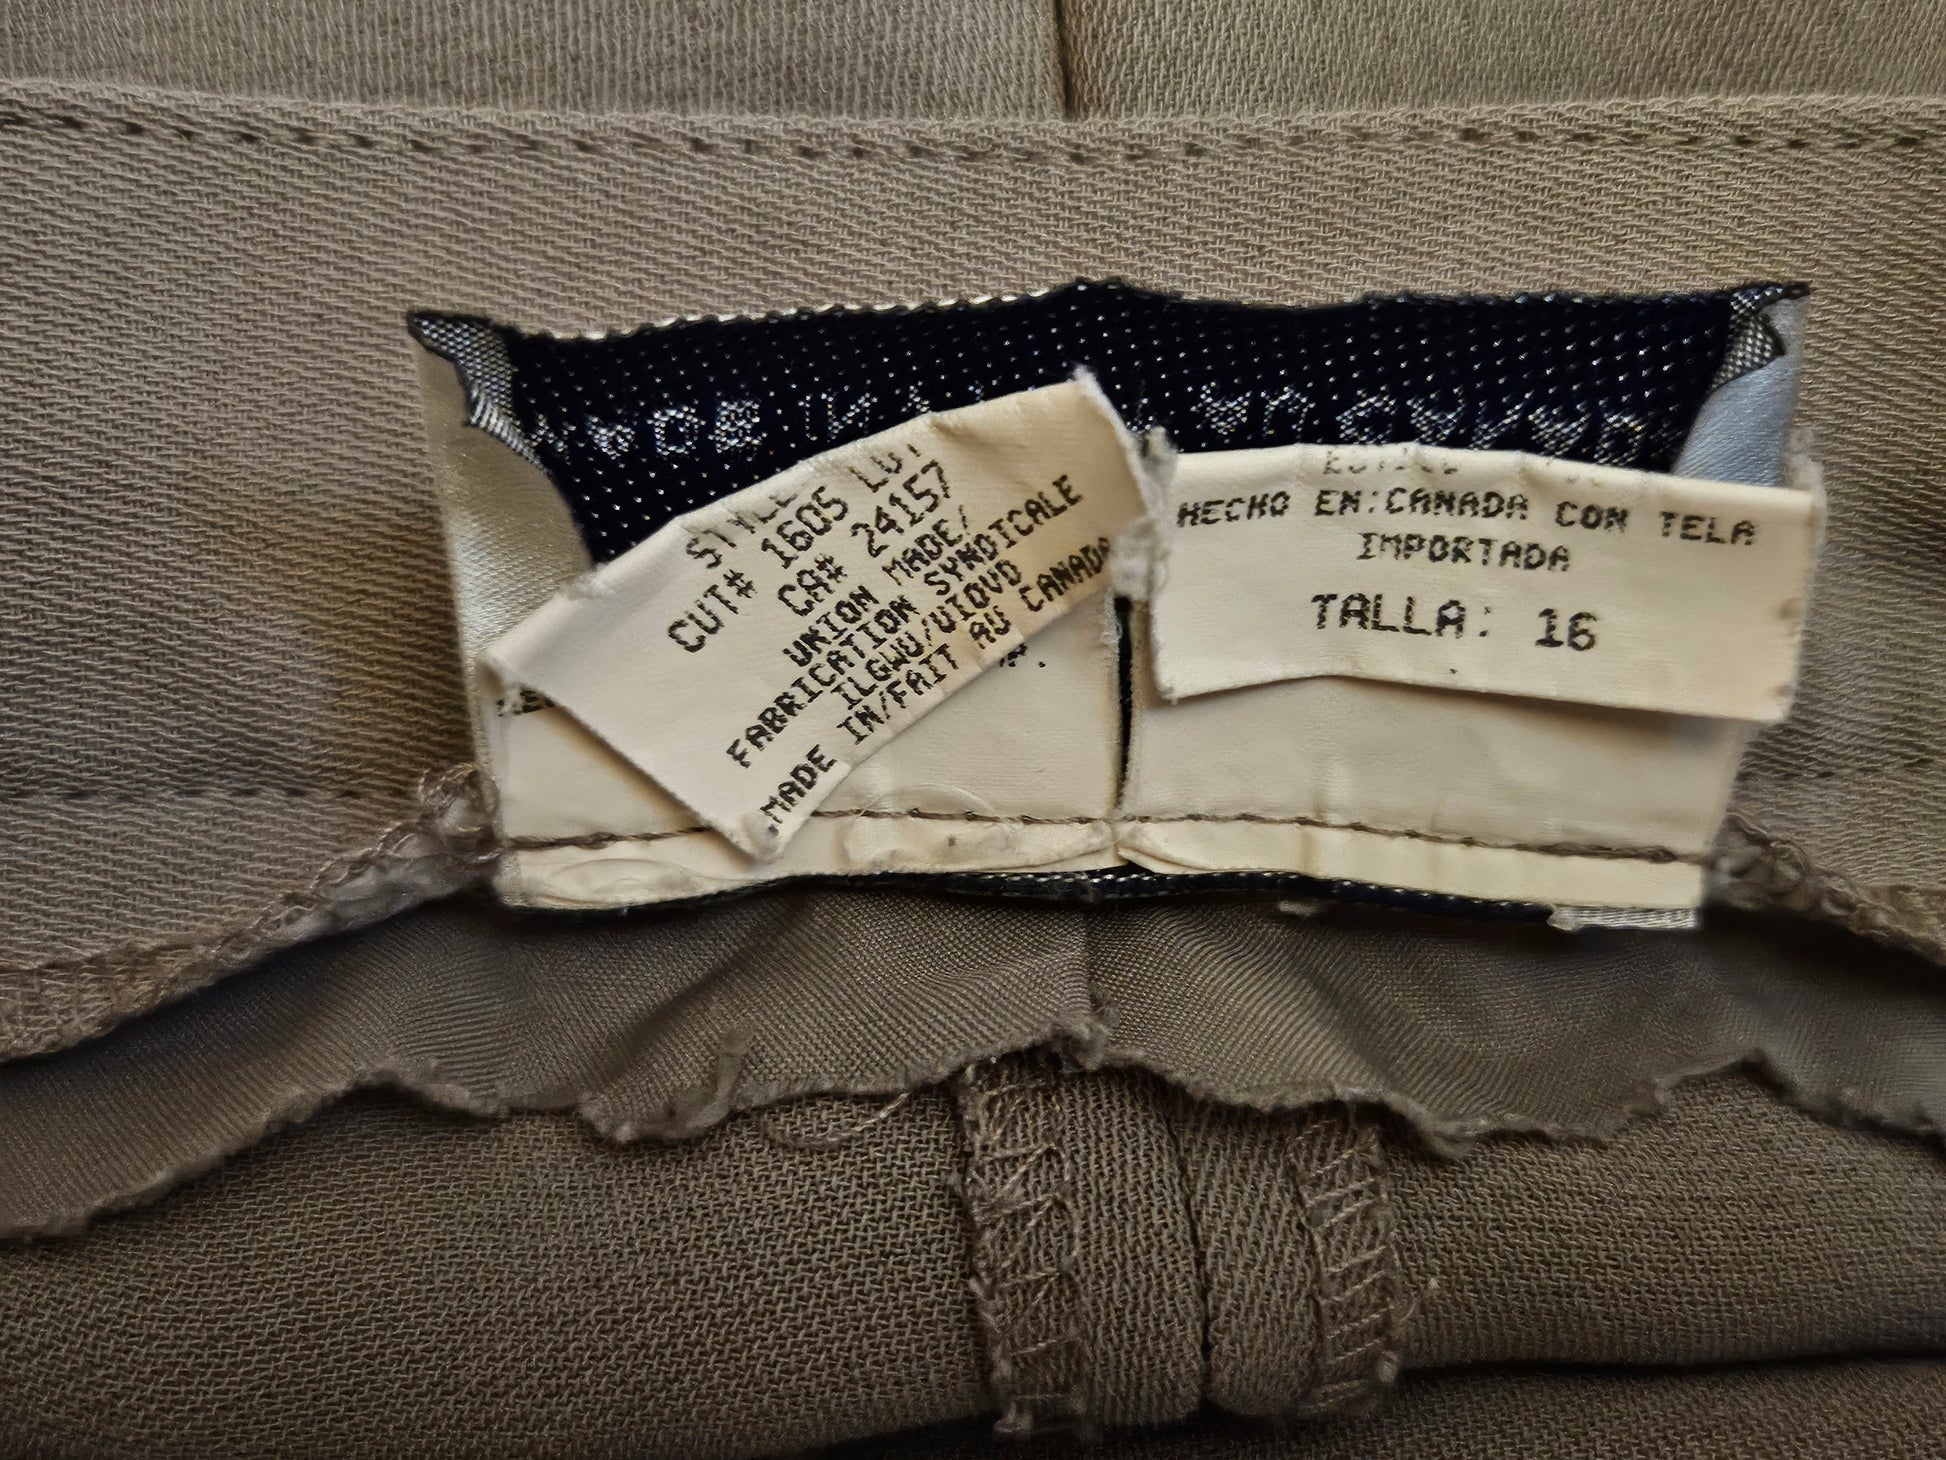 STYLE
CUT# 1605 LOT
CA# 24157
UNION MADE/
FABRICATION SYNDICALE
ILGWU/UIOVD
MADE IN/FAIT AU CANADA
HECHO EN:CANADA CON TELA
IMPORTADA
TALLA: 16